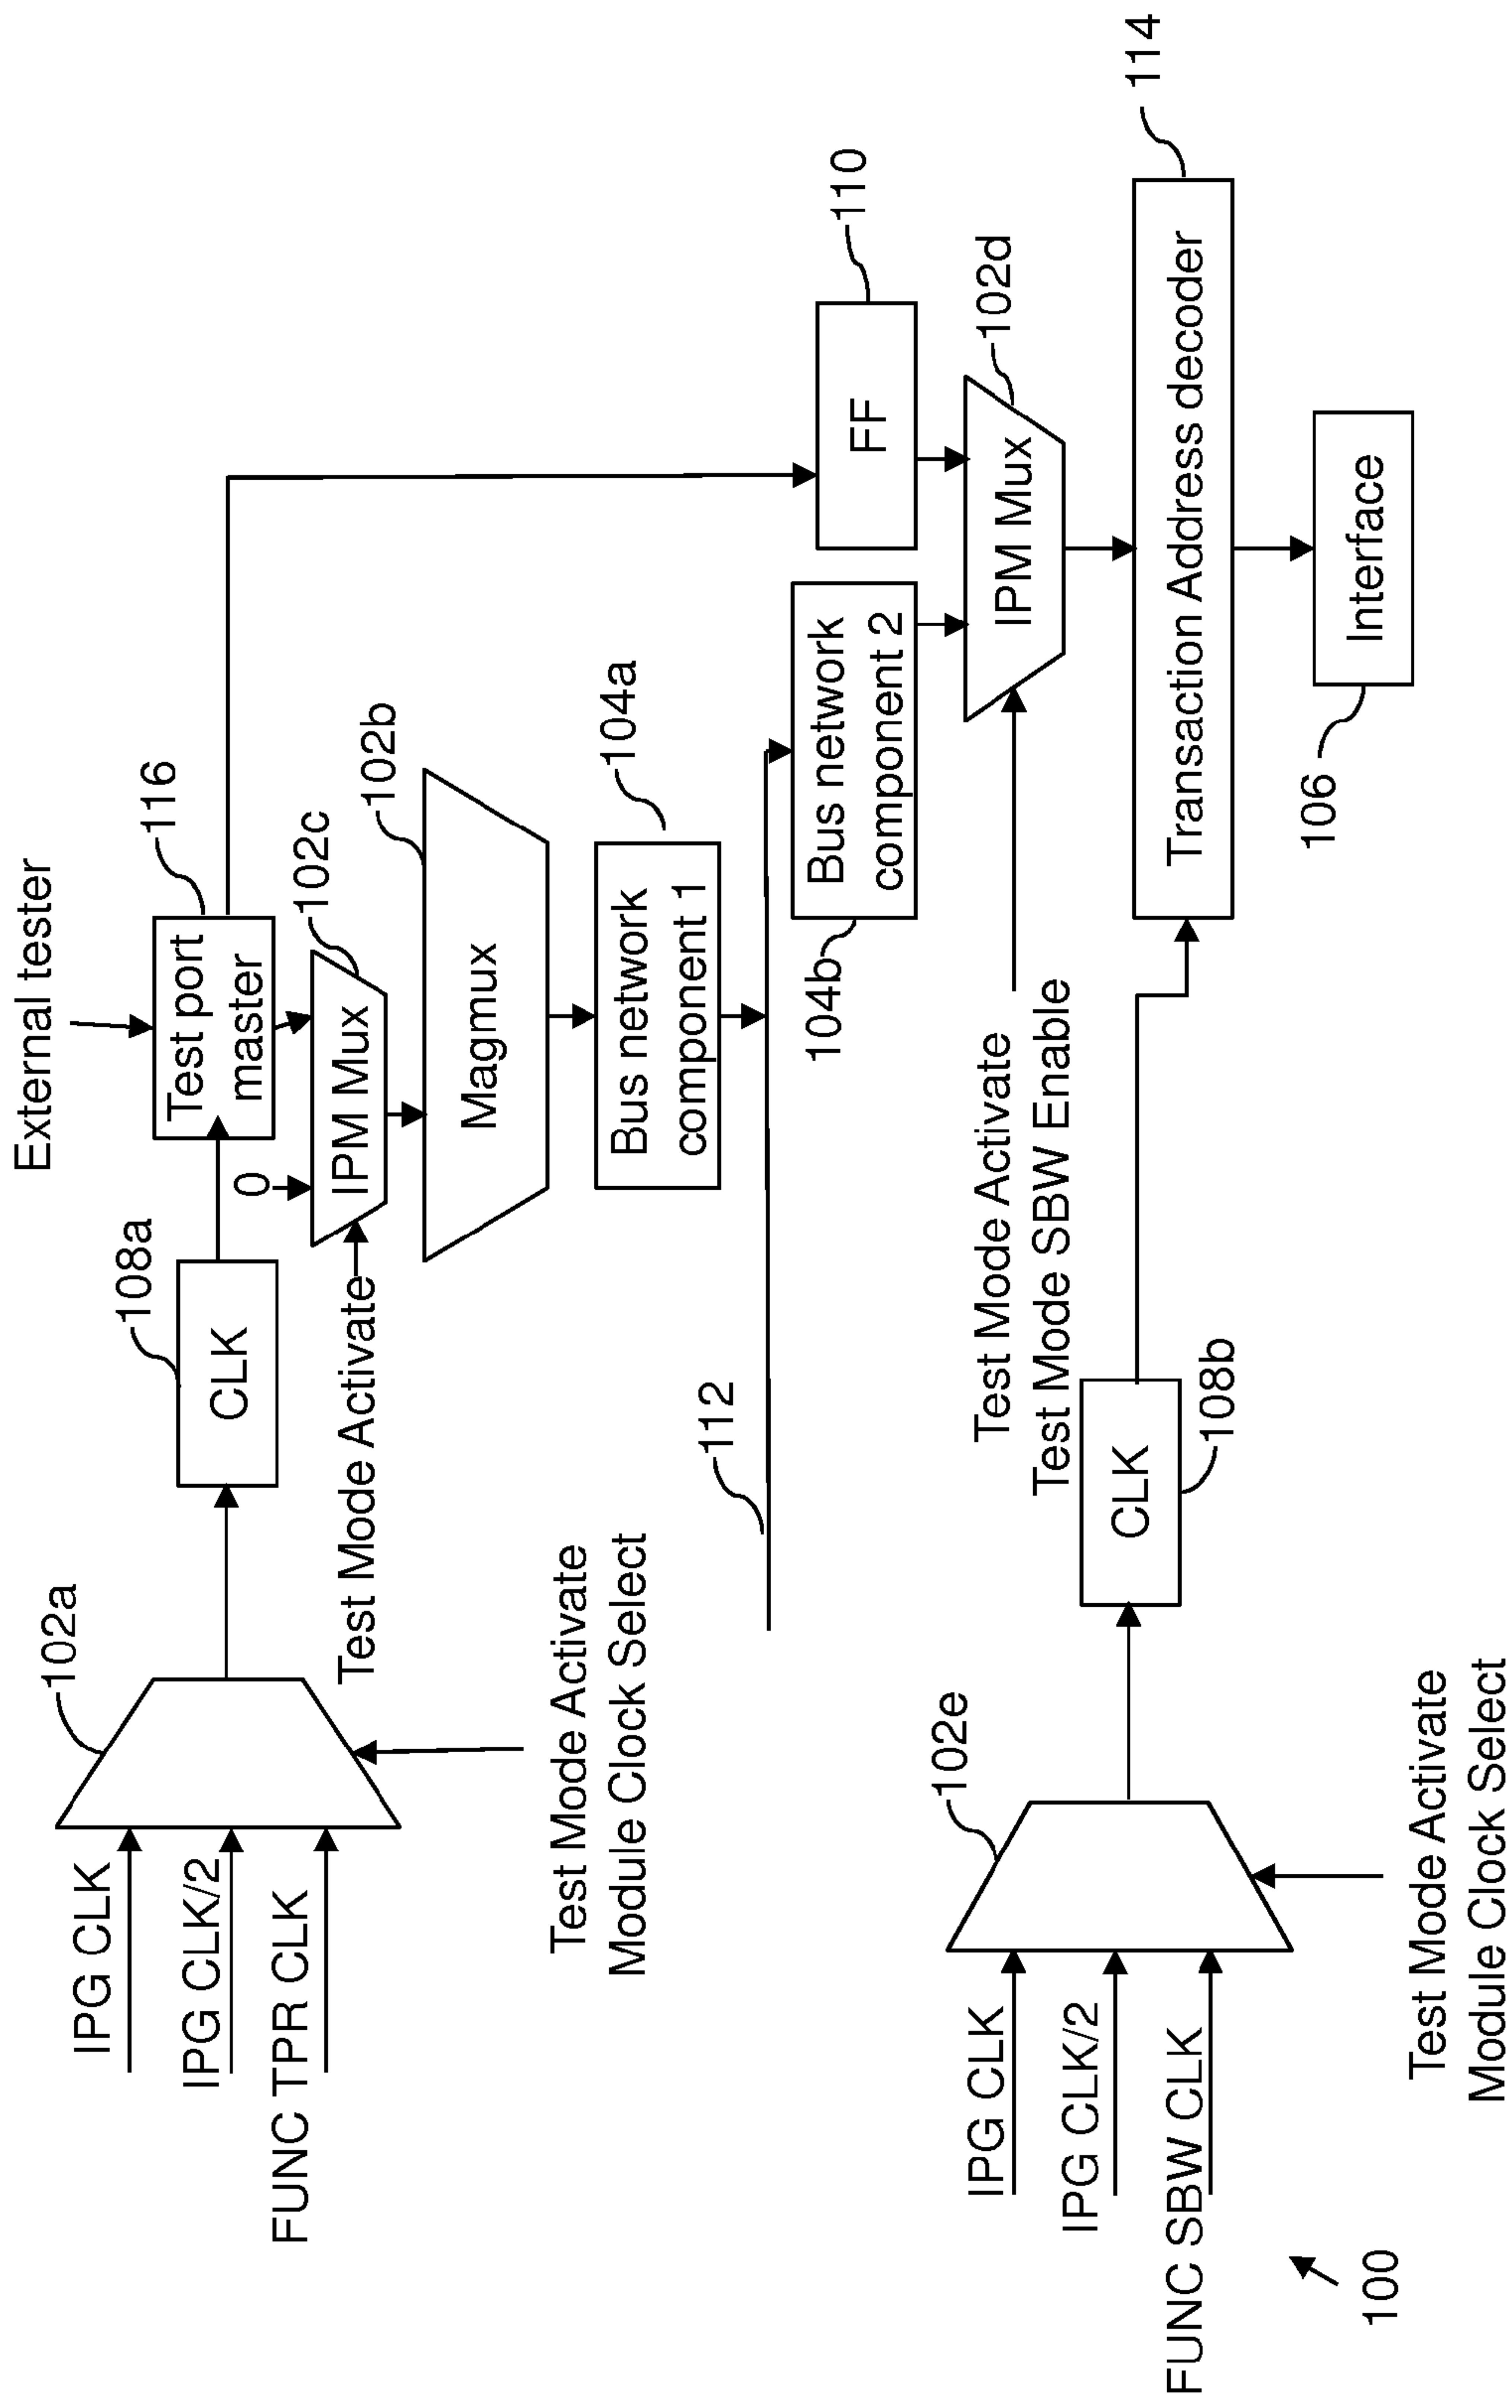 External tester
116
Test port
master
102a
IPG CLK
IPG CLK/2
FUNC TPR CLK
108a
CLK
0
102c
IPM Mux
Test Mode Activate
102b
Magmux
Test Mode Activate
Module Clock Select
104a
Bus network
component 1
112
104b
Bus network
component 2
FF
110
IPM Mux
102d
Test Mode Activate
Test Mode SBW Enable
102e
IPG CLK
IPG CLK/2
FUNC SBW CLK
CLK
108b
Transaction Address decoder
114
Interface
106
Test Mode Activate
Module Clock Select
100